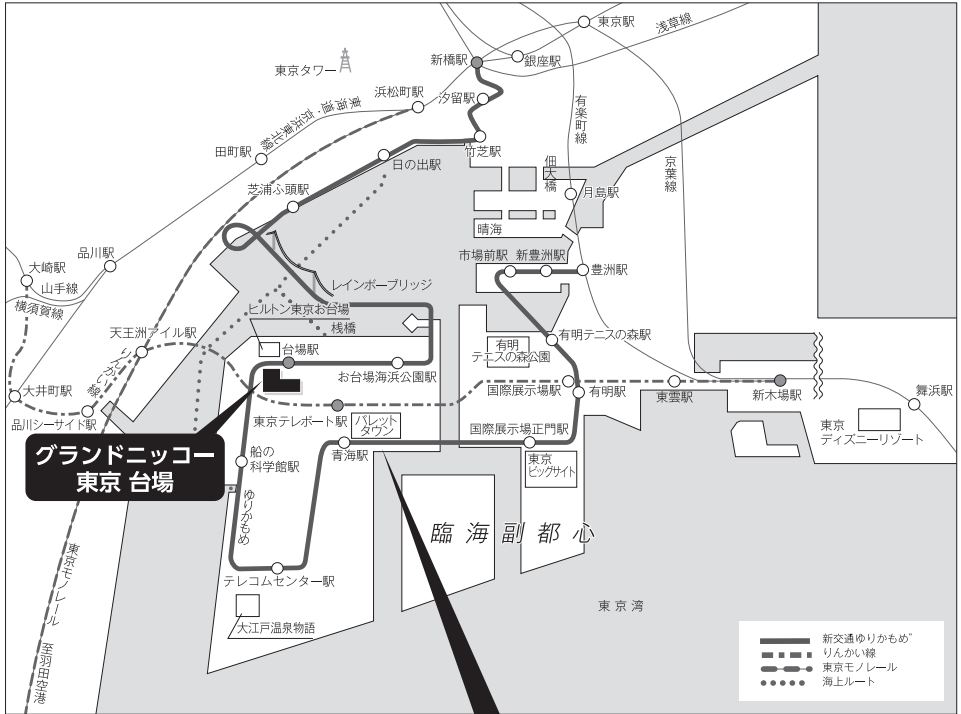 東京駅
浅草線
新橋駅
銀座駅
東京タワー
浜松町駅
汐留駅
東海道・京浜東北線
有楽町線
田町駅
竹芝駅
日の出駅
佃大橋
京葉線
芝浦ふ頭駅
月島駅
晴海
品川駅
市場前駅
新豊洲駅
豊洲駅
大崎駅
山手線
横須賀線
レインボーブリッジ
ヒルトン東京お台場
桟橋
天王洲アイル駅
りんかい線
台場駅
お台場海浜公園駅
有明
テニスの森公園
有明テニスの森駅
国際展示場駅
有明駅
東雲駅
新木場駅
舞浜駅
大井町駅
品川シーサイド駅
東京テレポート駅
パレット
タウン
青海駅
国際展示場正門駅
東京
ビッグサイト
東京
ディズニーリゾート
グランドニッコー
東京 台場
船の
科学館駅
ゆりかもめ
臨海副都心
テレコムセンター駅
大江戸温泉物語
東京湾
東京モノレール 至羽田空港
新交通ゆりかもめ
りんかい線
東京モノレール
海上ルート